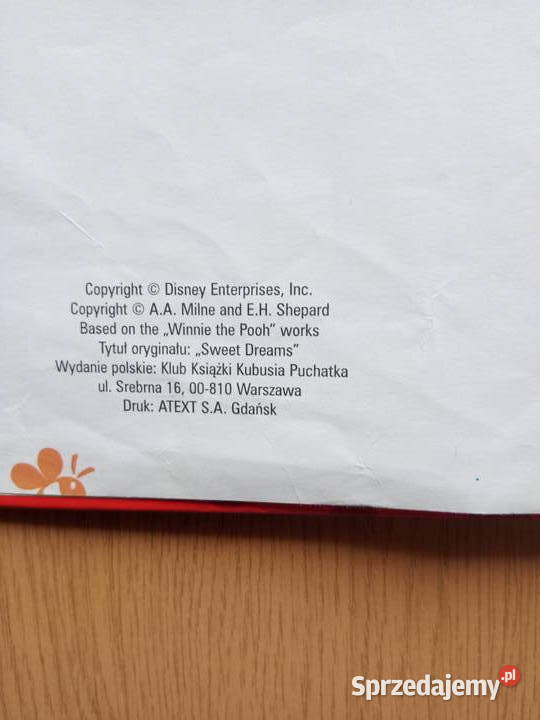 Copyright © Disney Enterprises, Inc.
Copyright © A.A. Milne and E.H. Shepard
Based on the „Winnie the Pooh" works
Tytuł oryginału: „Sweet Dreams"
Wydanie polskie: Klub Książki Kubusia Puchatka
ul. Srebrna 16, 00-810 Warszawa
Druk: ATEXT S.A. Gdańsk
Sprzedajemy.pl